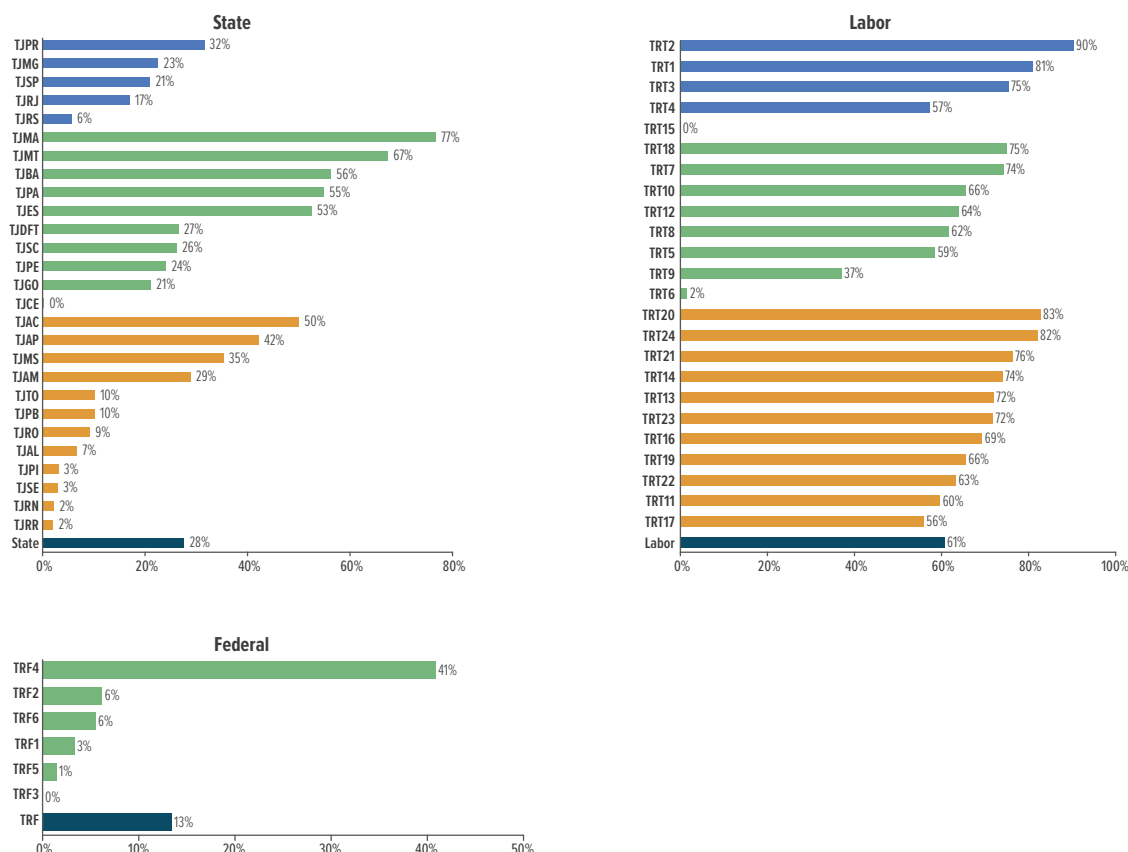 State
TJPR 32%
TJMG 23%
TJSP 21%
TJRJ 17%
TJRS 6%
TJMA 77%
TJMT 67%
TJBA 56%
TJPA 55%
TJES 53%
TJDFT 27%
TJSC 26%
TJPE 24%
TJGO 21%
TJCE 0%
TJAC 50%
TJAP 42%
TJMS 35%
TJAM 29%
TJTO 10%
TJPB 10%
TJRO 9%
TJAL 7%
TJPI 3%
TJSE 3%
TJRN 2%
TJRR 2%
State 28%
0% 20% 40% 60% 80%
Labor
TRT2 90%
TRT1 81%
TRT3 75%
TRT4 57%
TRT15 0%
TRT18 75%
TRT7 74%
TRT10 66%
TRT12 64%
TRT8 62%
TRT5 59%
TRT9 37%
TRT6 2%
TRT20 83%
TRT24 82%
TRT21 76%
TRT14 74%
TRT13 72%
TRT23 72%
TRT16 69%
TRT19 66%
TRT22 63%
TRT11 60%
TRT17 56%
Labor 61%
0% 20% 40% 60% 80% 100%
Federal
TRF4 41%
TRF2 6%
TRF6 6%
TRF1 3%
TRF5 1%
TRF3 0%
TRF 13%
0% 10% 20% 30% 40% 50%